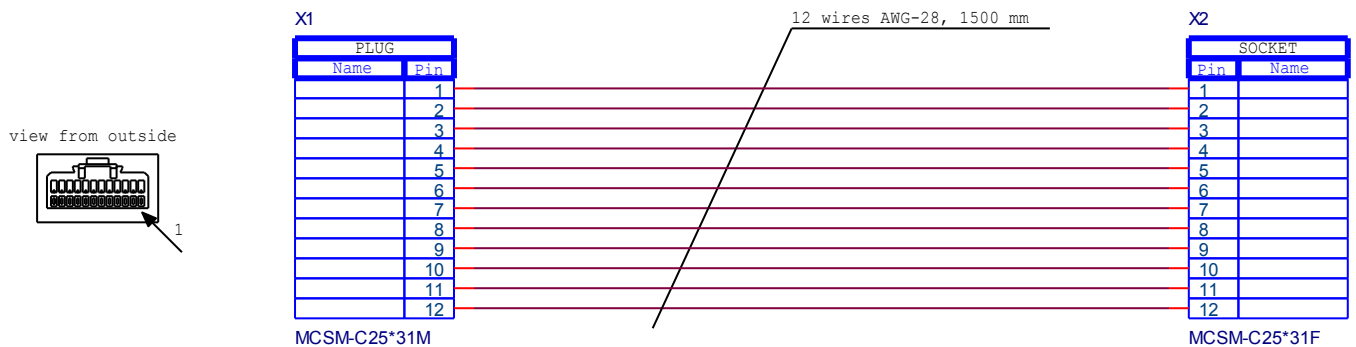 X1
12 wires AWG-28, 1500 mm
X2
PLUG
SOCKET
Name Pin
Pin Name
1
2
3
4
5
6
7
8
9
10
11
12
1
2
3
4
5
6
7
8
9
10
11
12
view from outside
1
MCSM-C25*31M
MCSM-C25*31F